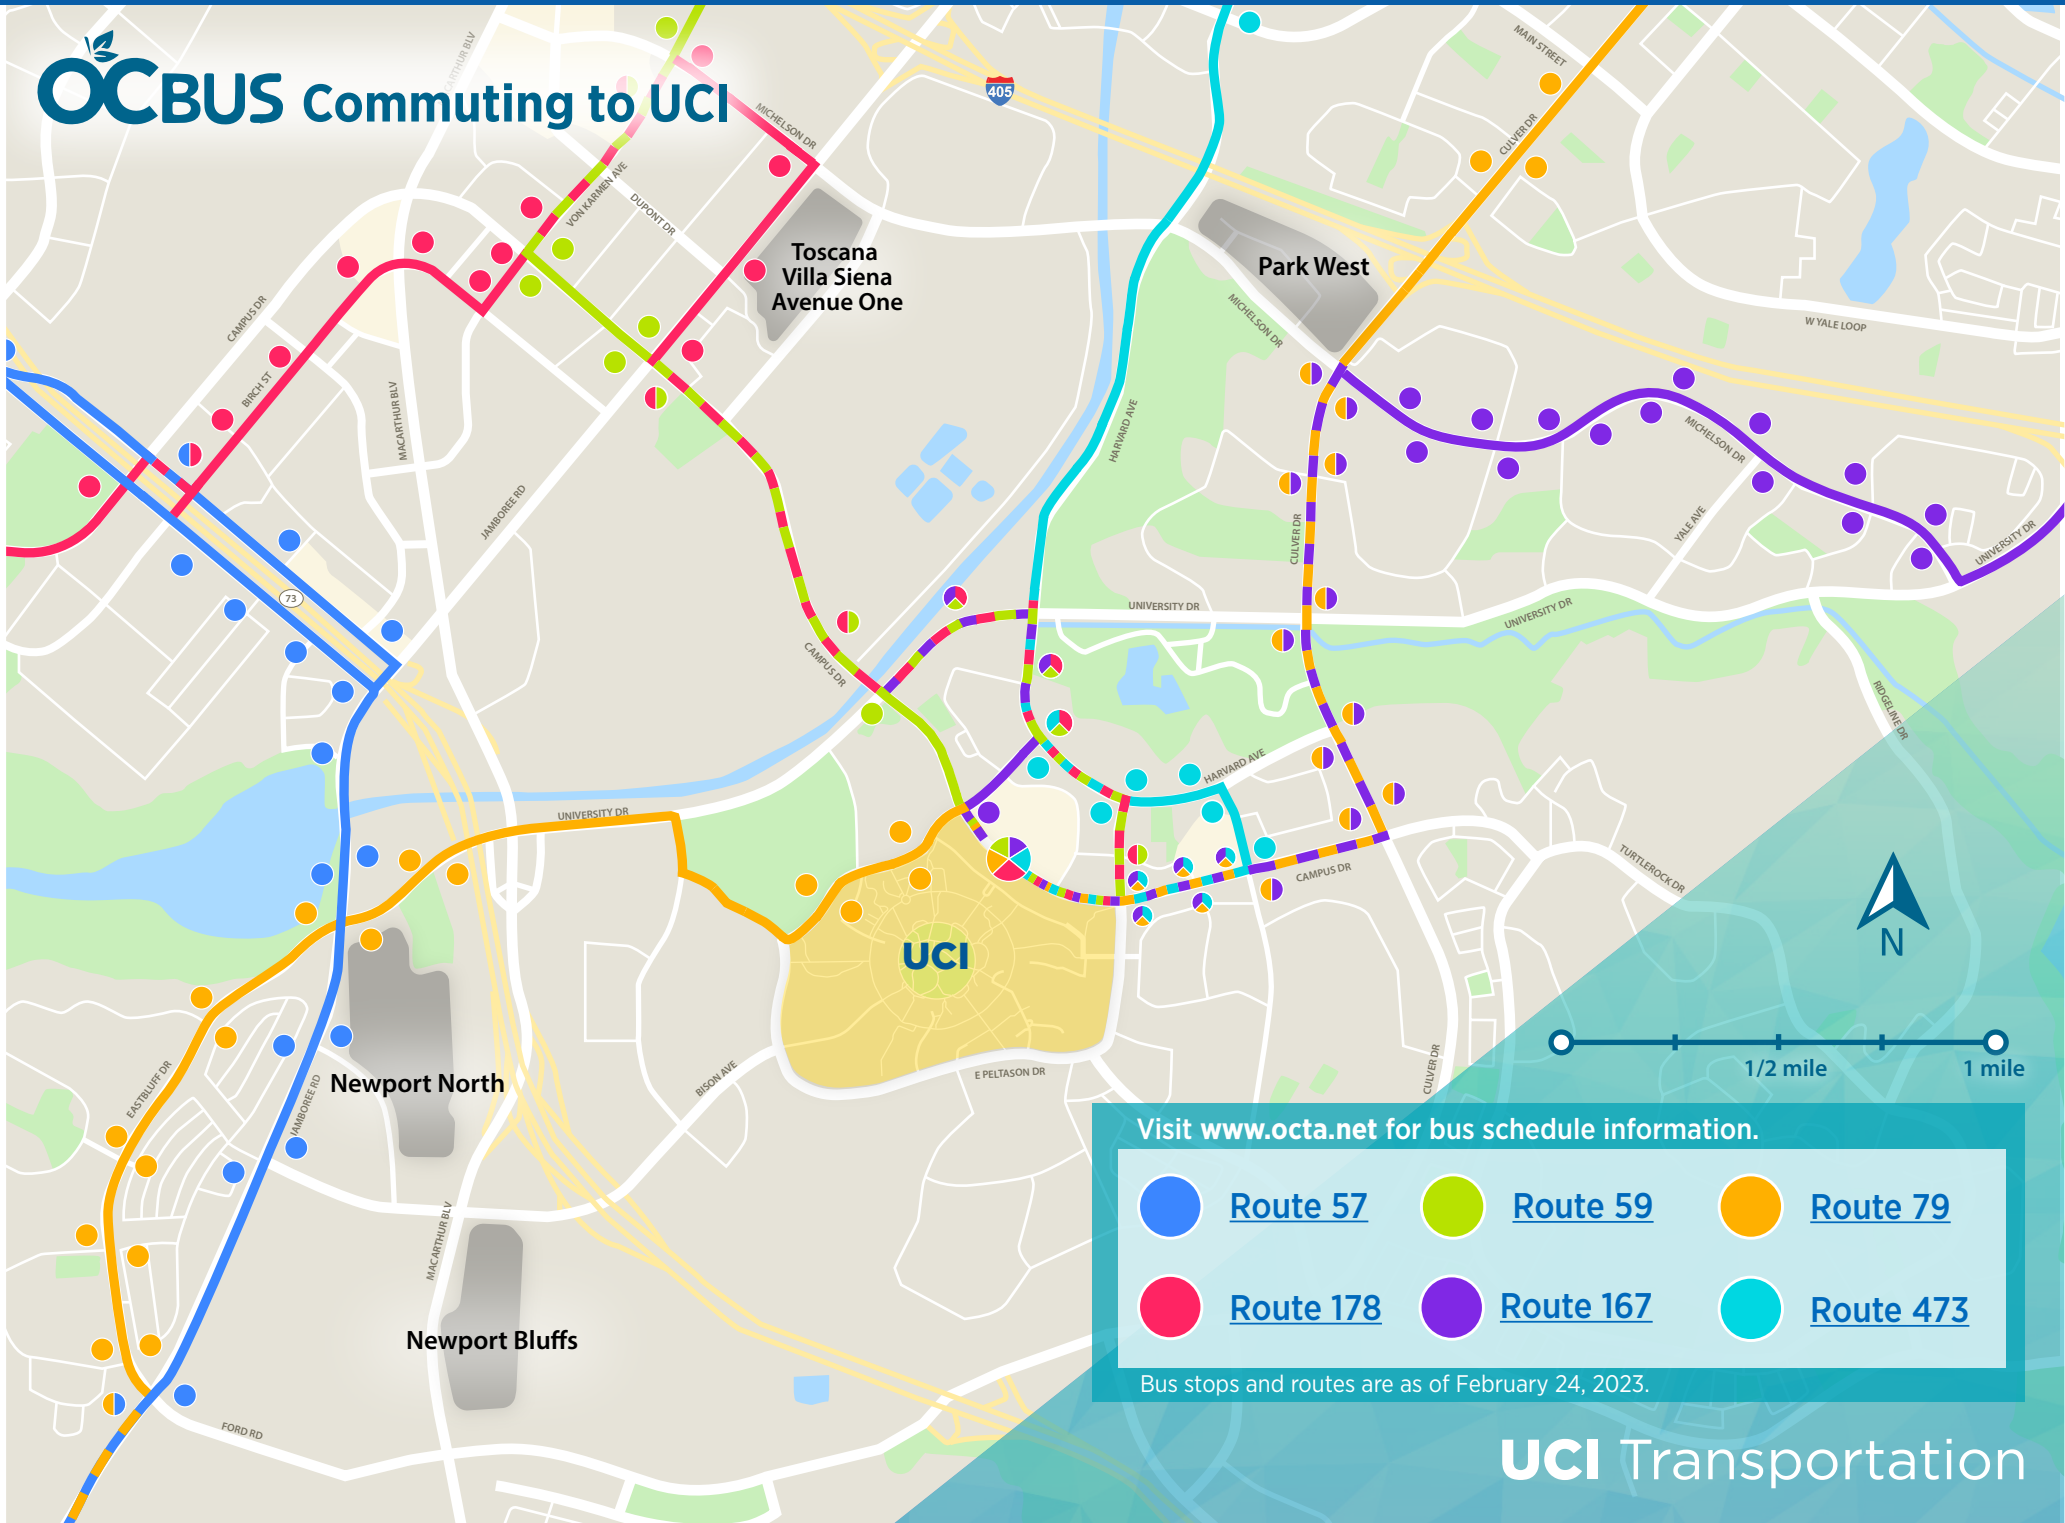 OC BUS Commuting to UCI
ARTHUR BLV
MICHELSON DR
405
MAIN STREET
CULVER DR
VON KARMEN AVE
DUPONT DR
Toscana
Villa Siena
Avenue One
Park West
MICHELSON DR
W YALE LOOP
CAMPUS DR
BIRCH ST
MACARTHUR BLV
HARVARD AVE
MICHELSON DR
JAMBOREE RD
CULVER DR
YALE AVE
UNIVERSITY DR
73
UNIVERSITY DR
UNIVERSITY DR
CAMPUS DR
RIDGELINE DR
HARVARD AVE
UNIVERSITY DR
CAMPUS DR
TURTLEROCK DR
UCI
N
1/2 mile
1 mile
EASTBLUFF DR
JAMBOREE RD
Newport North
BISON AVE
E PELTASON DR
CULVER DR
MACARTHUR BLV
Newport Bluffs
FORD RD
Visit www.octa.net for bus schedule information.
Route 57
Route 59
Route 79
Route 178
Route 167
Route 473
Bus stops and routes are as of February 24, 2023.
UCI Transportation